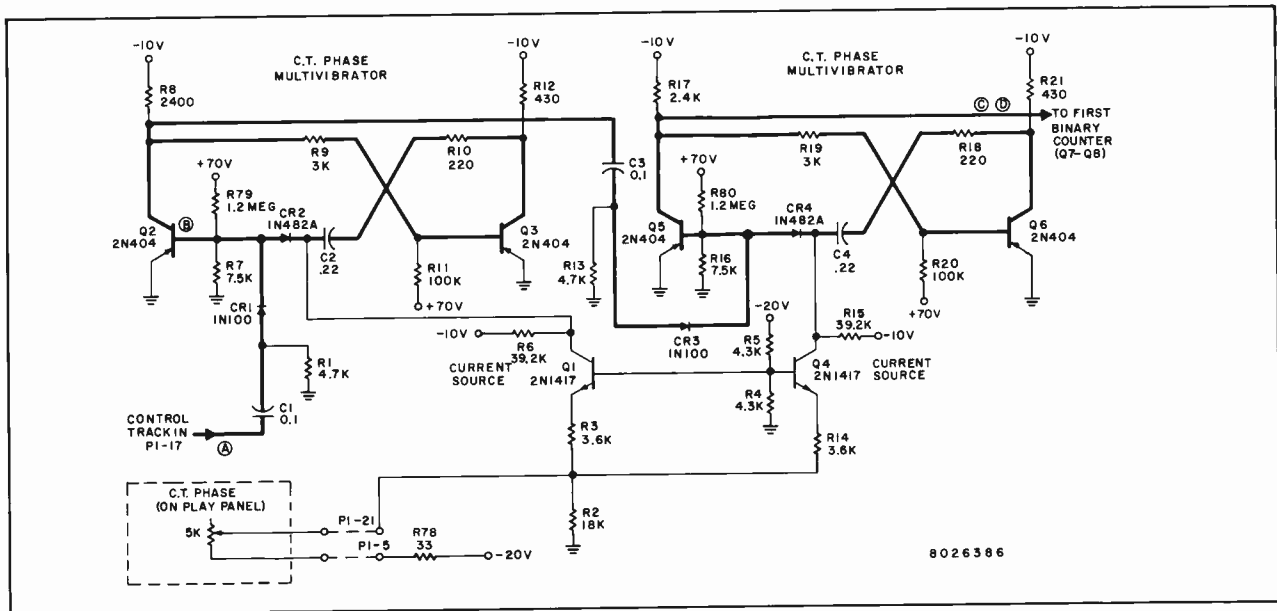 -10V
C.T. PHASE
MULTIVIBRATOR
-10V
R8
2400
R12
430
R9
3K
R10
220
+70V
R79
1.2 MEG
CR2
IN482A
Q2
2N404
B
C2
.22
Q3
2N404
R7
7.5K
CR1
IN100
R11
100K
+70V
R1
4.7K
C1
0.1
CONTROL
TRACK IN
P1-17
A
C3
0.1
R13
4.7K
-10V
R6
39.2K
CURRENT
SOURCE
Q1
2N1417
R3
3.6K
R2
18K
C.T. PHASE
(ON PLAY PANEL)
5K
P1-21
P1-5
R78
33
-20V
-10V
C.T. PHASE
MULTIVIBRATOR
-10V
R17
2.4K
R21
430
C D
TO FIRST
BINARY
COUNTER
(Q7-Q8)
R19
3K
R18
220
+70V
R80
1.2 MEG
CR4
IN482A
Q5
2N404
C4
.22
Q6
2N404
R16
7.5K
R20
100K
+70V
-20V
CR3
IN100
R5
4.3K
R15
39.2K
-10V
Q4
2N1417
CURRENT
SOURCE
R4
4.3K
R14
3.6K
8026386